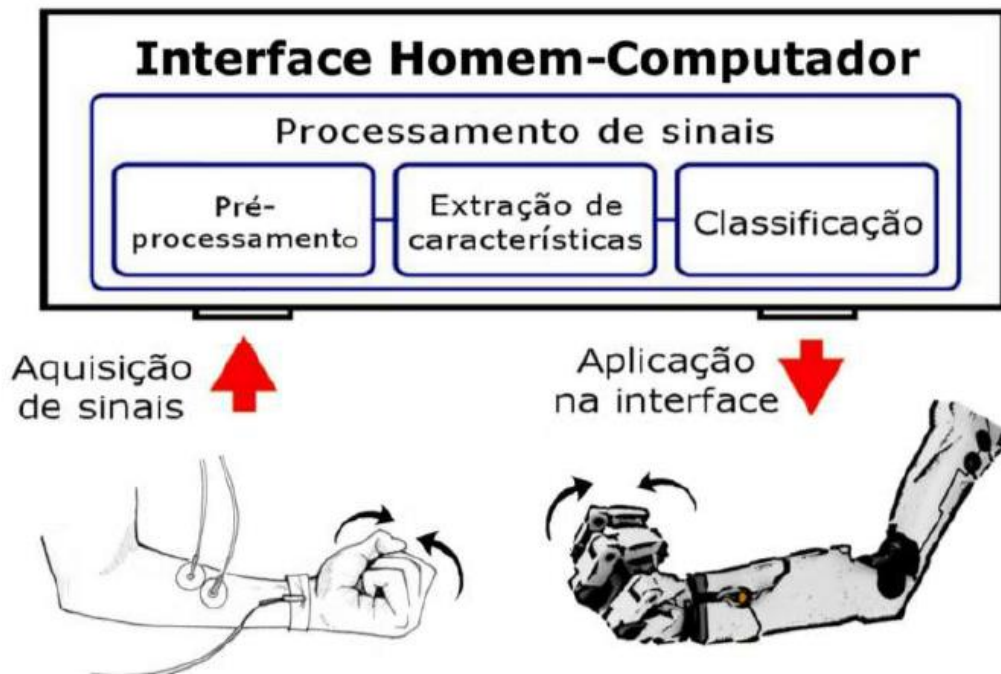 Interface Homem-Computador
Processamento de sinais
Pré-
processamento
Extração de
características
Classificação
Aquisição
de sinais
Aplicação
na interface